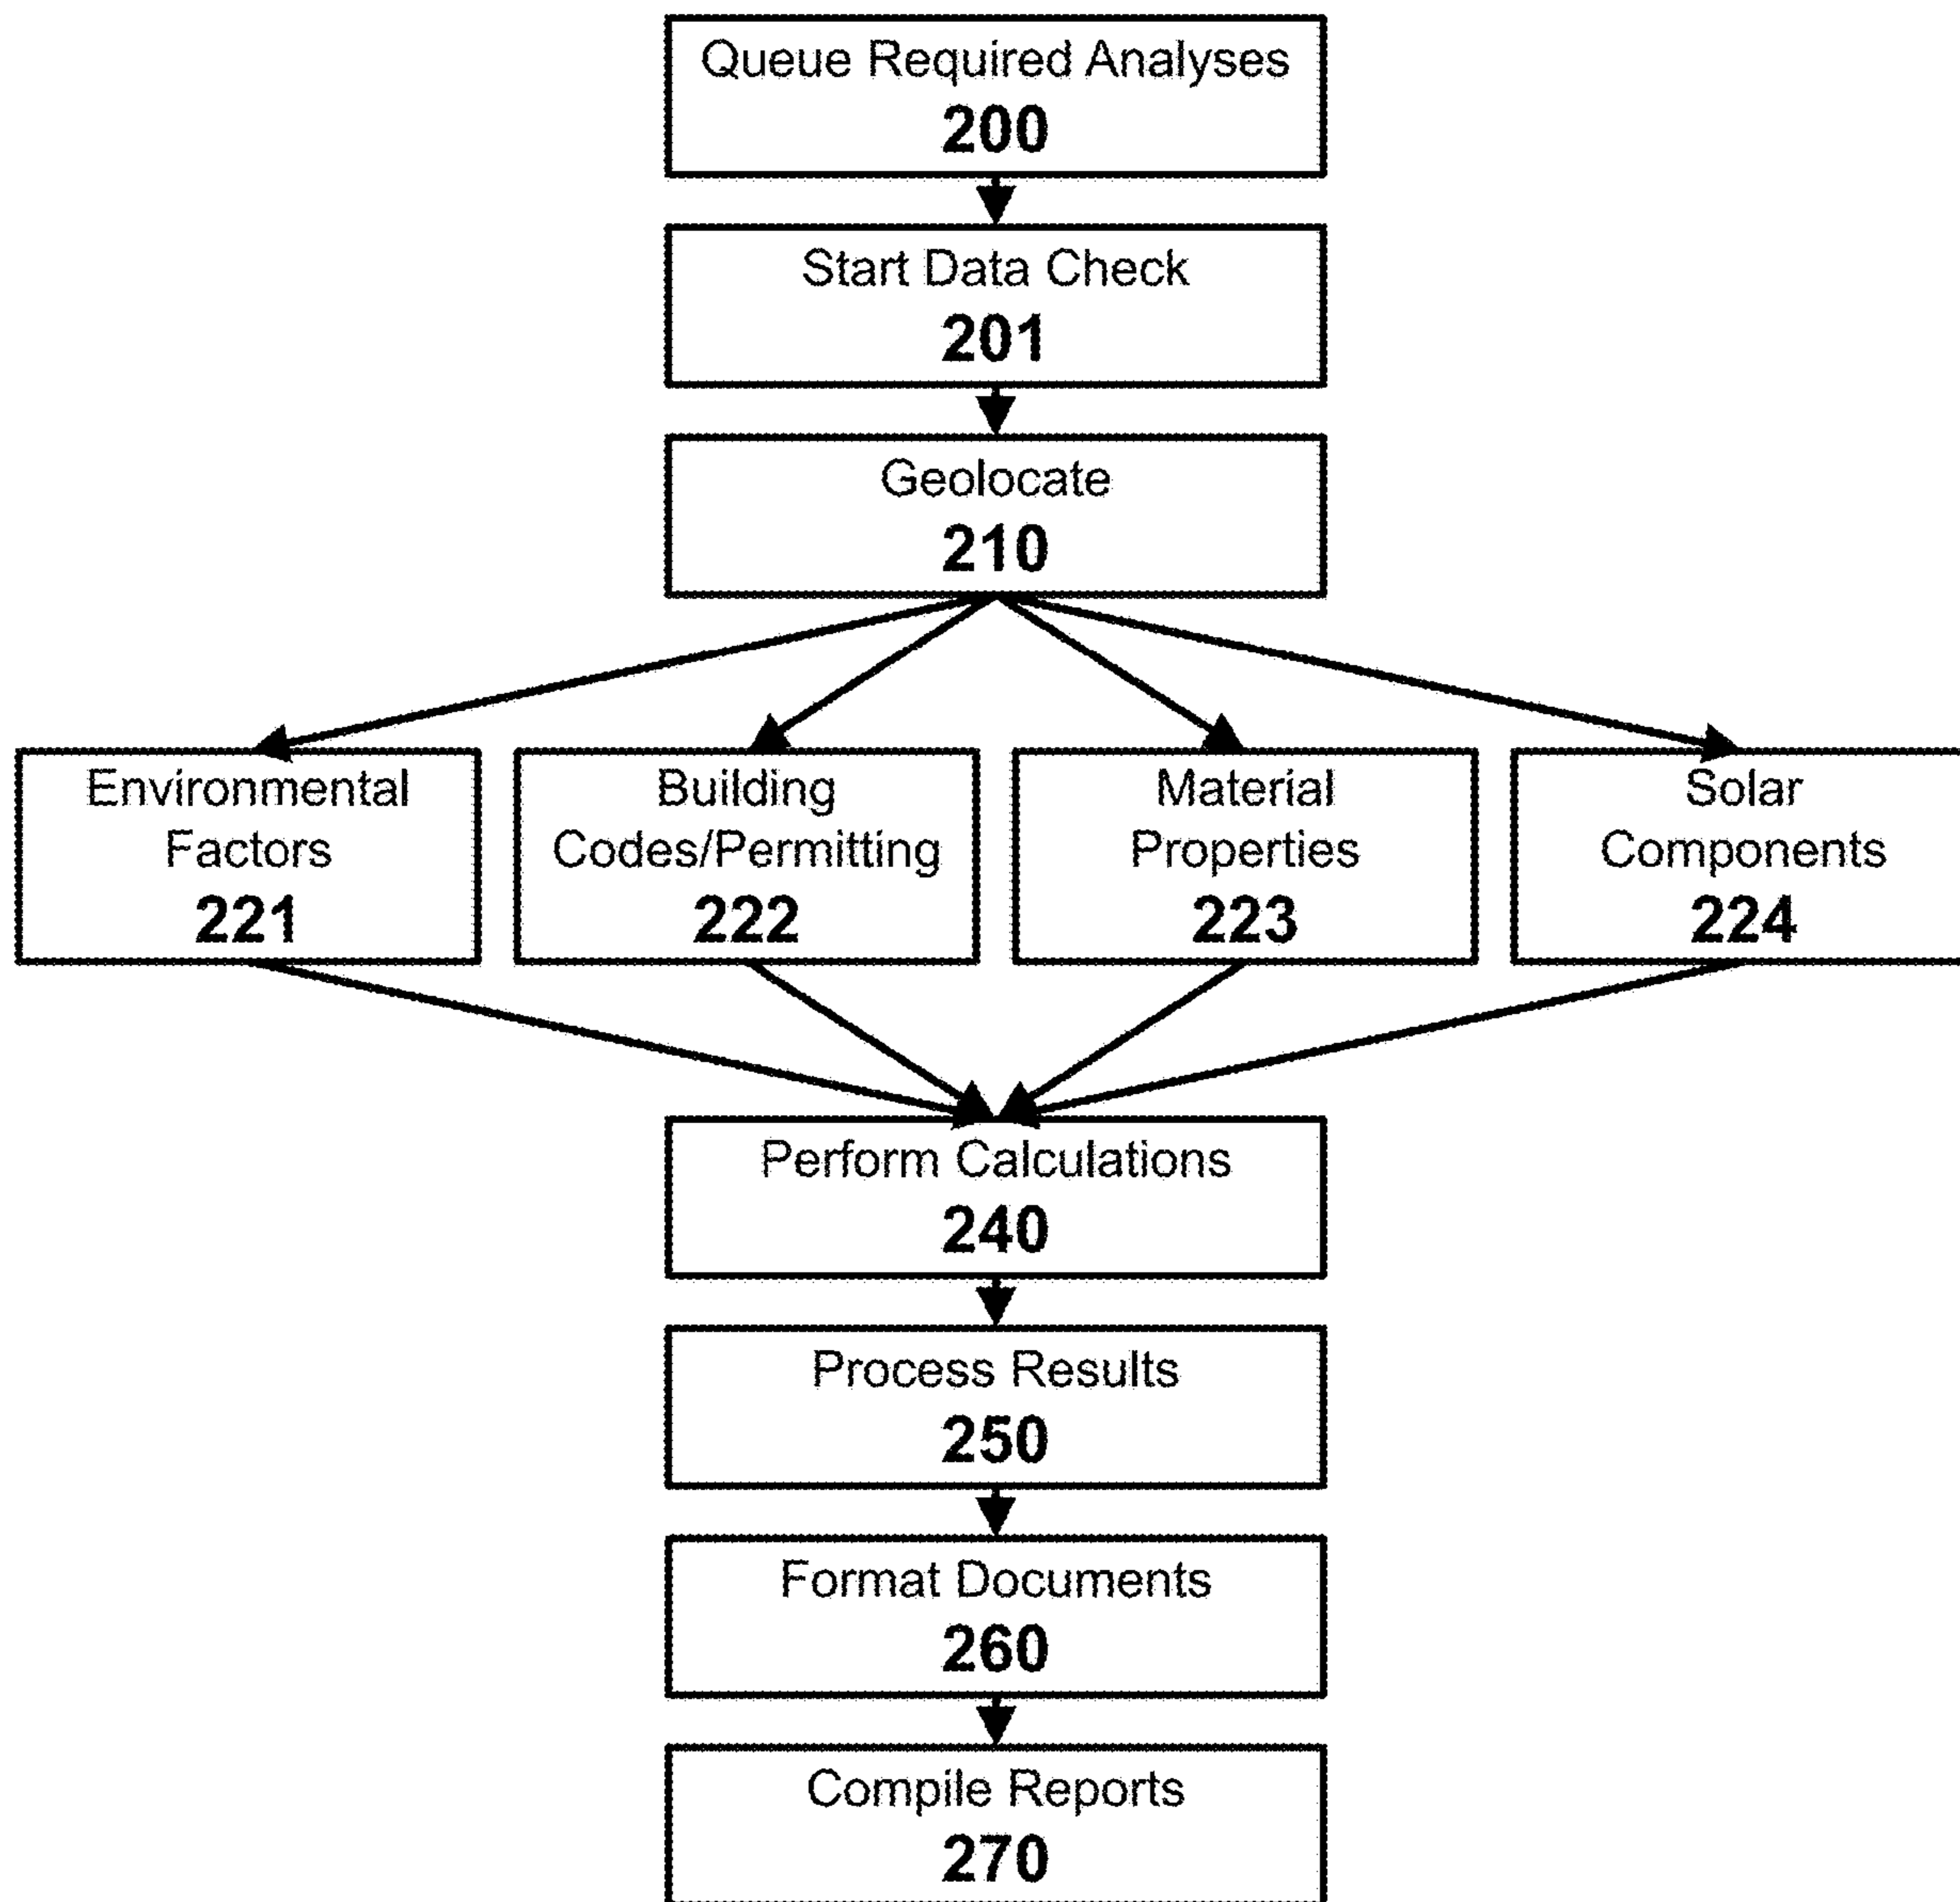 Queue Required Analyses
200
Start Data Check
201
Geolocate
210
Environmental
Factors
221
Building
Codes/Permitting
222
Material
Properties
223
Solar
Components
224
Perform Calculations
240
Process Results
250
Format Documents
260
Compile Reports
270